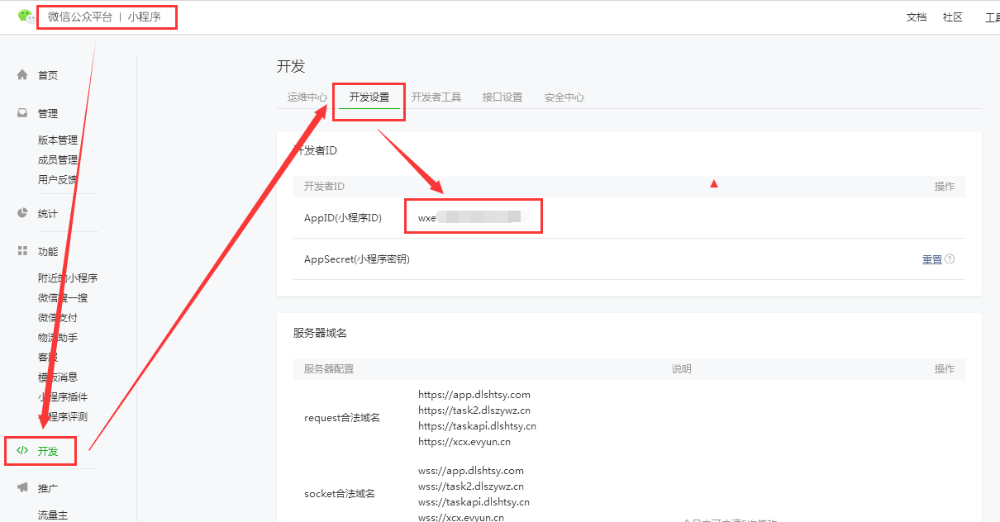 微信公众平台 | 小程序
文档 社区
首页
管理
版本管理
成员管理
用户反馈
统计
功能
附近的小程序
微信搜一搜
微信支付
物流助手
客服
模板消息
小程序插件
小程序评测
开发
推广
流量主
开发
运维中心 开发设置 开发者工具 接口设置 安全中心
开发者ID
开发者ID 操作
AppID(小程序ID) wxe
AppSecret(小程序密钥) 重置
服务器域名
服务器配置 说明 操作
request合法域名
https://app.dlshtsy.com
https://task2.dlszywz.cn
https://taskapi.dlshtsy.cn
https://xcx.evyun.cn
socket合法域名
wss://app.dlshtsy.com
wss://task2.dlszywz.cn
wss://taskapi.dlshtsy.cn
wss://xcx.evyun.cn